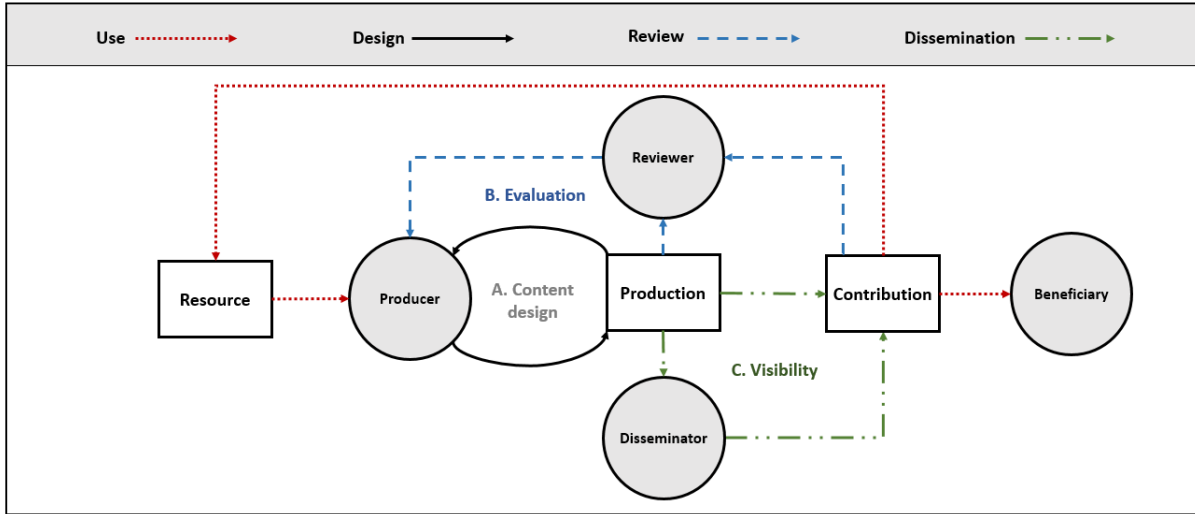 Use
Design
Review
Dissemination
Reviewer
B. Evaluation
Resource
Producer
A. Content
design
Production
Contribution
Beneficiary
C. Visibility
Disseminator